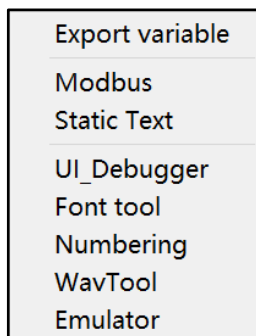 Export variable
Modbus
Static Text
UI_Debugger
Font tool
Numbering
WavTool
Emulator